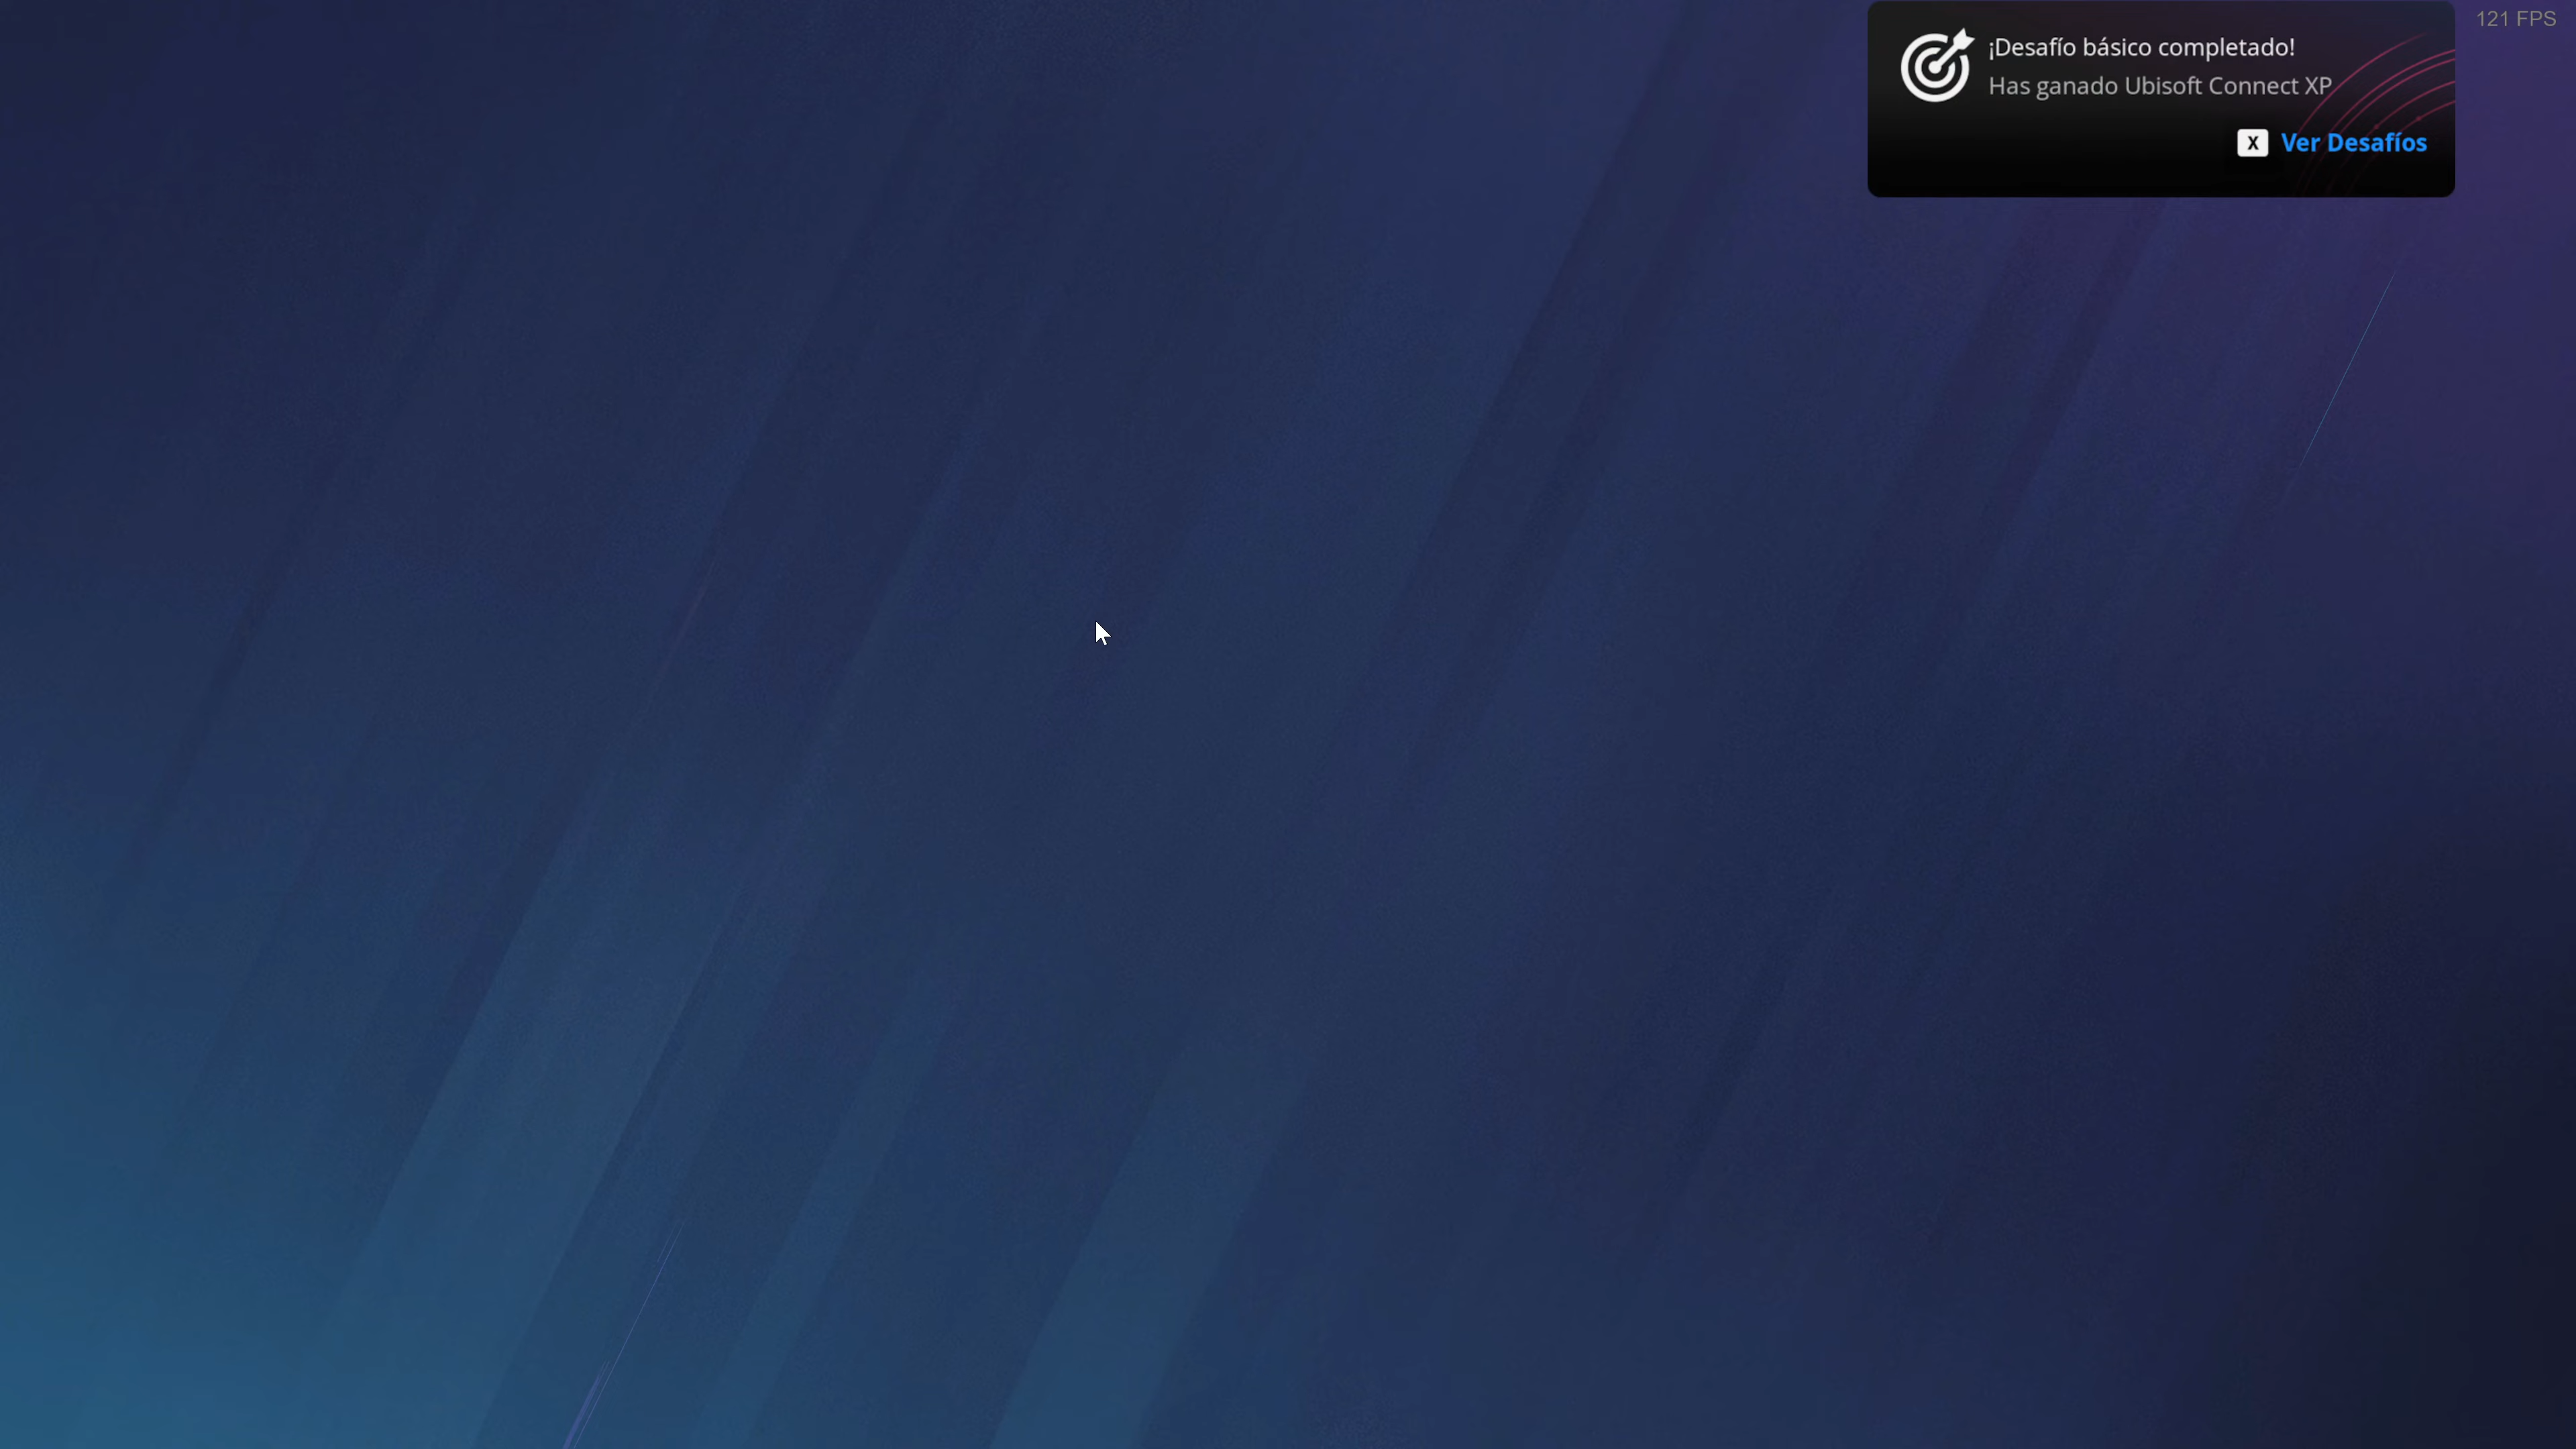 121 FPS
¡Desafío básico completado!
Has ganado Ubisoft Connect XP
X Ver Desafíos